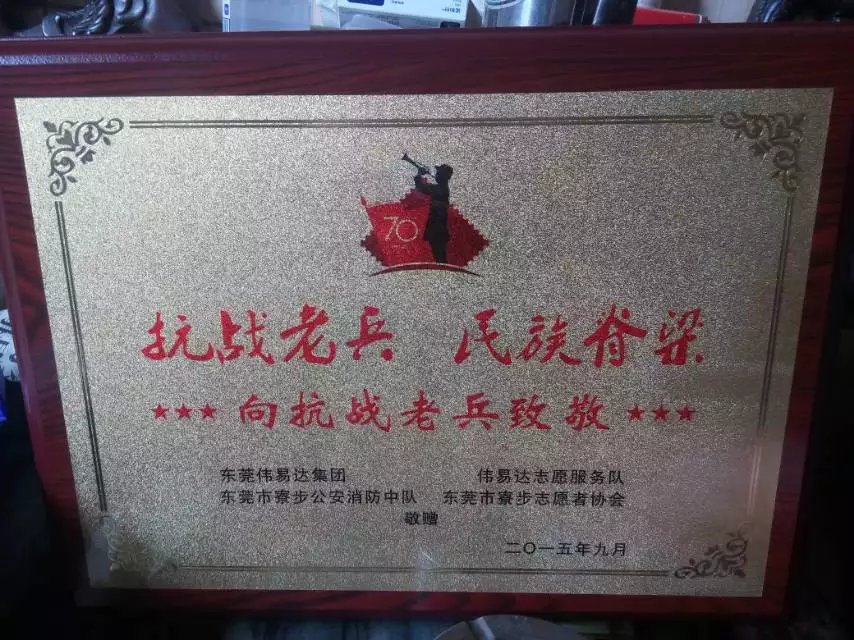 70
抗战老兵 民族脊梁
★★★向抗战老兵致敬★★★
东莞伟易达集团 伟易达志愿服务队
东莞市寮步公安消防中队 东莞市寮步志愿者协会
敬赠
二〇一五年九月